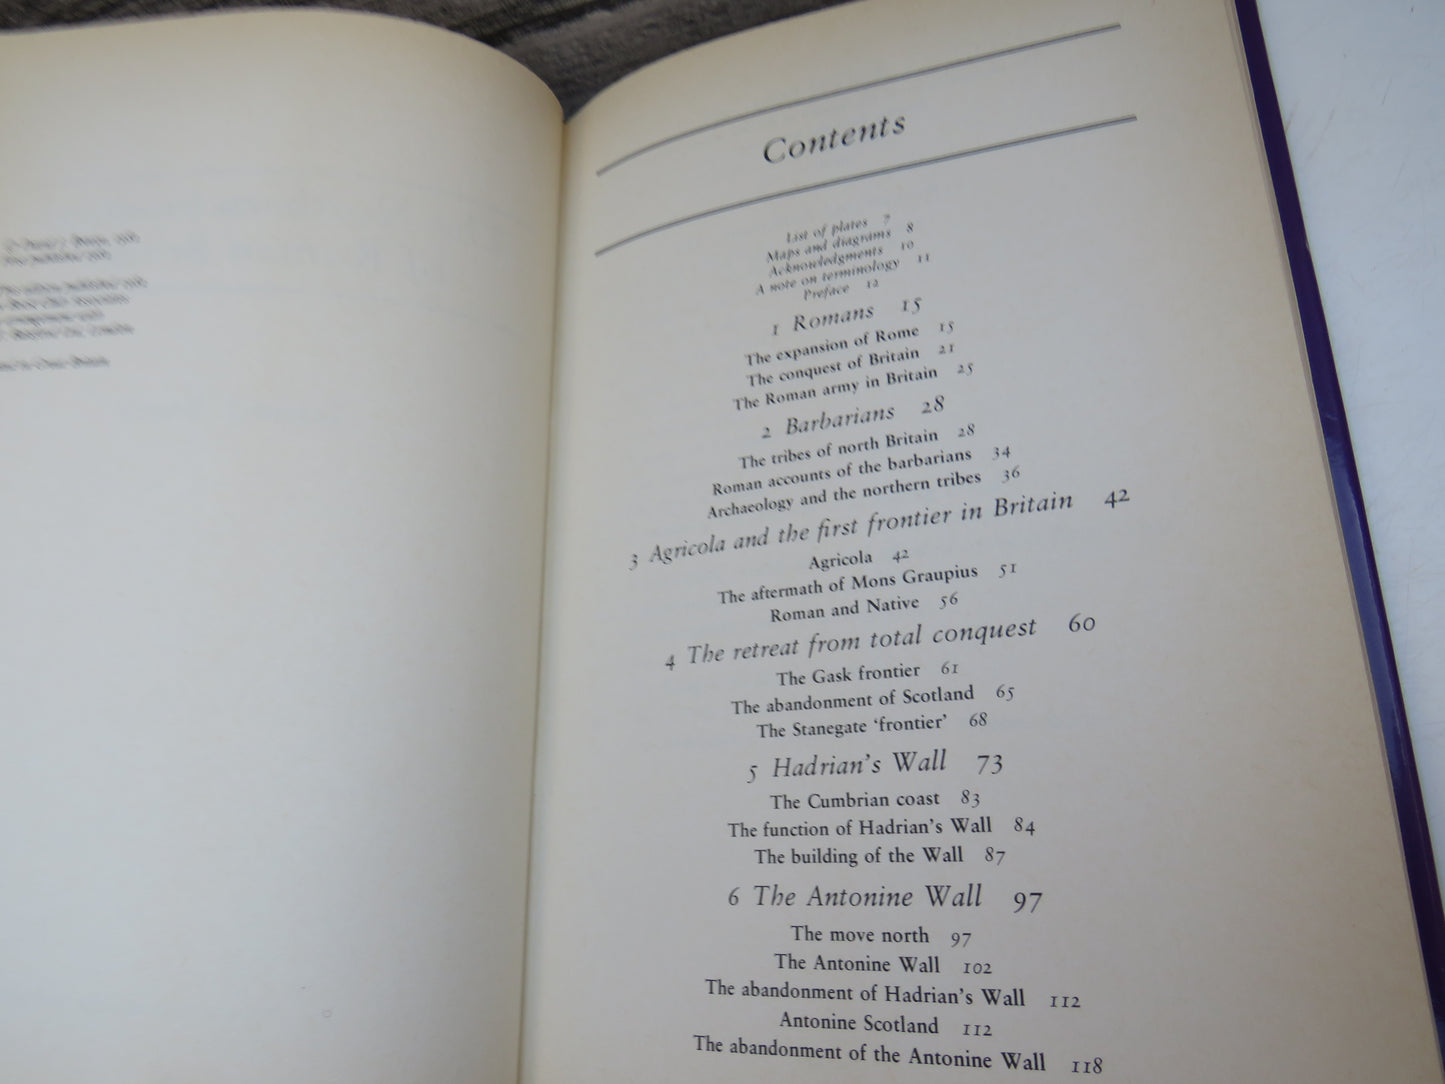 Contents
List of plates 7
Maps and diagrams 8
Acknowledgments 10
A note on terminology 11
Preface 12
1 Romans 15
The expansion of Rome 15
The conquest of Britain 21
The Roman army in Britain 25
2 Barbarians 28
The tribes of north Britain 28
Roman accounts of the barbarians 34
Archaeology and the northern tribes 36
3 Agricola and the first frontier in Britain 42
Agricola 42
The aftermath of Mons Graupius 51
Roman and Native 56
4 The retreat from total conquest 60
The Gask frontier 61
The abandonment of Scotland 65
The Stanegate ‘frontier’ 68
5 Hadrian’s Wall 73
The Cumbrian coast 83
The function of Hadrian’s Wall 84
The building of the Wall 87
6 The Antonine Wall 97
The move north 97
The Antonine Wall 102
The abandonment of Hadrian’s Wall 112
Antonine Scotland 112
The abandonment of the Antonine Wall 118